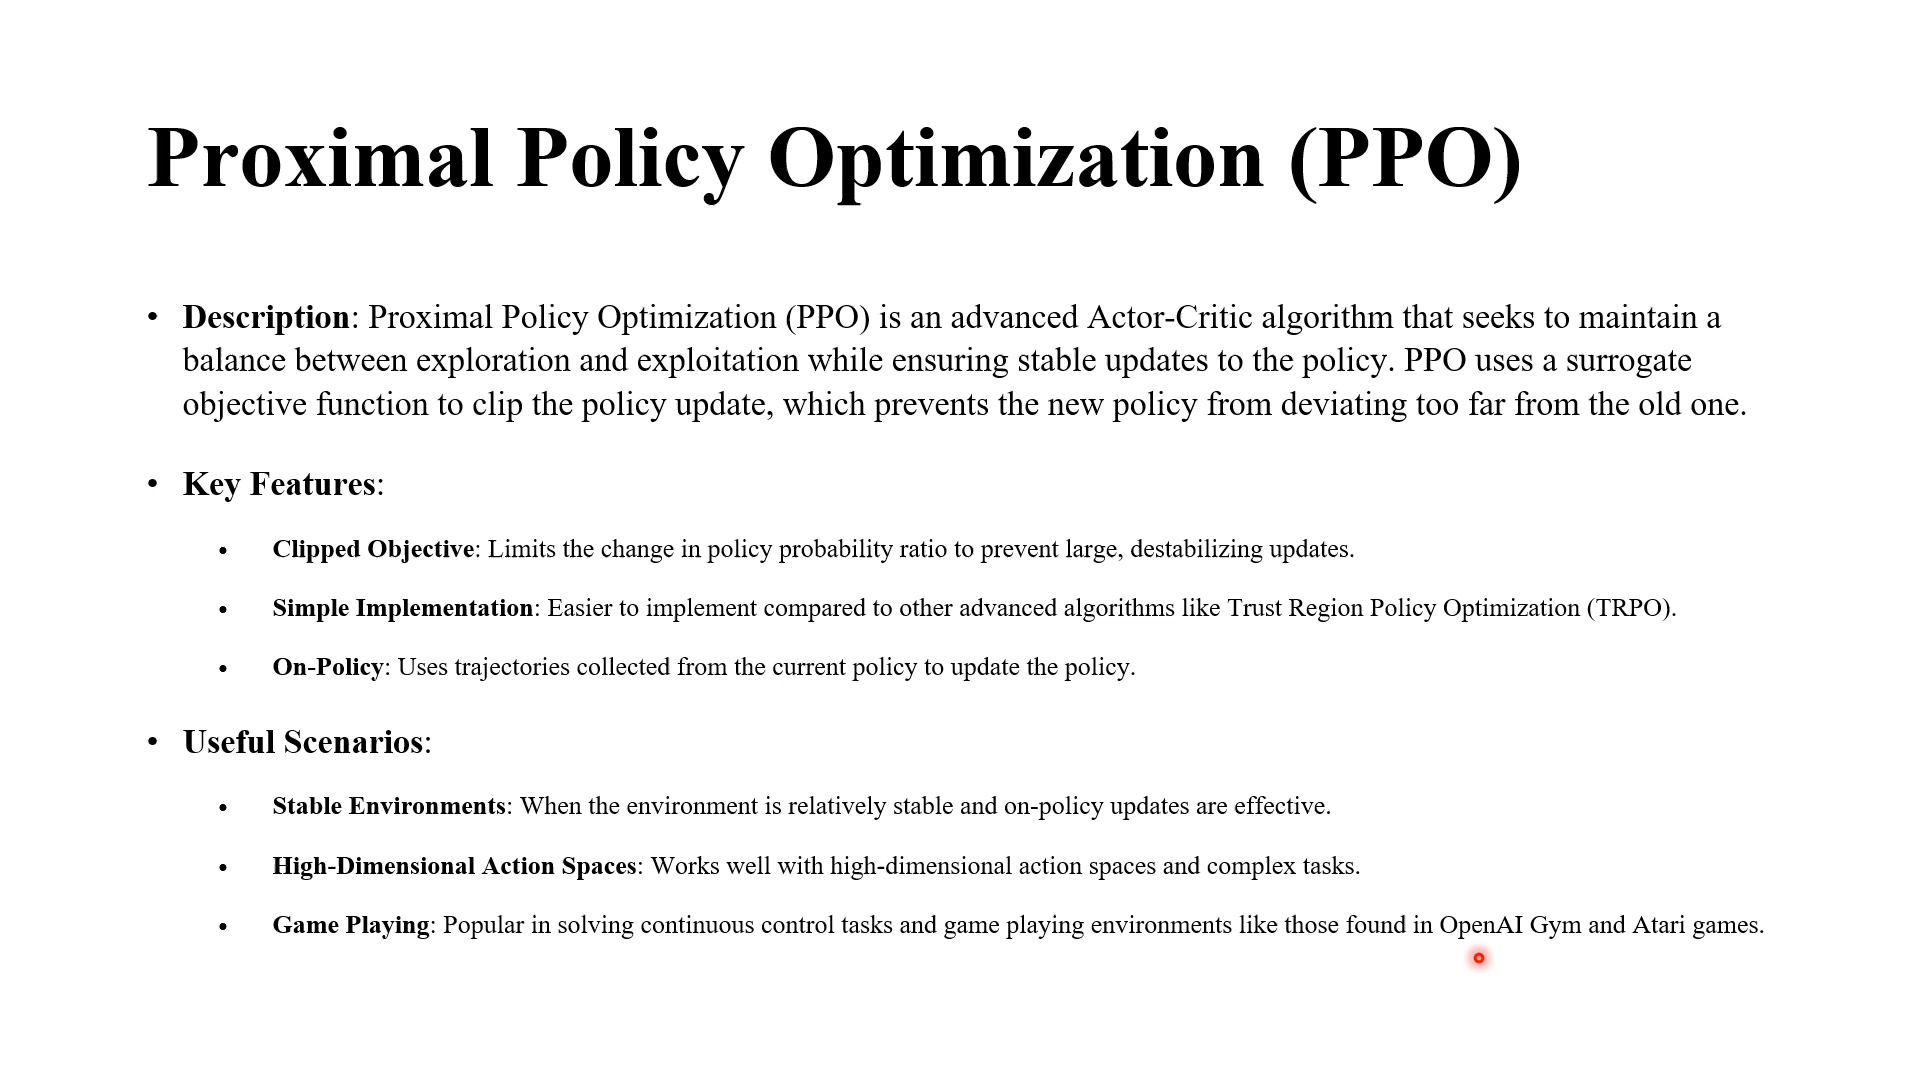 Proximal Policy Optimization (PPO)
• Description: Proximal Policy Optimization (PPO) is an advanced Actor-Critic algorithm that seeks to maintain a
balance between exploration and exploitation while ensuring stable updates to the policy. PPO uses a surrogate
objective function to clip the policy update, which prevents the new policy from deviating too far from the old one.
• Key Features:
• Clipped Objective: Limits the change in policy probability ratio to prevent large, destabilizing updates.
• Simple Implementation: Easier to implement compared to other advanced algorithms like Trust Region Policy Optimization (TRPO).
• On-Policy: Uses trajectories collected from the current policy to update the policy.
• Useful Scenarios:
• Stable Environments: When the environment is relatively stable and on-policy updates are effective.
• High-Dimensional Action Spaces: Works well with high-dimensional action spaces and complex tasks.
• Game Playing: Popular in solving continuous control tasks and game playing environments like those found in OpenAI Gym and Atari games.